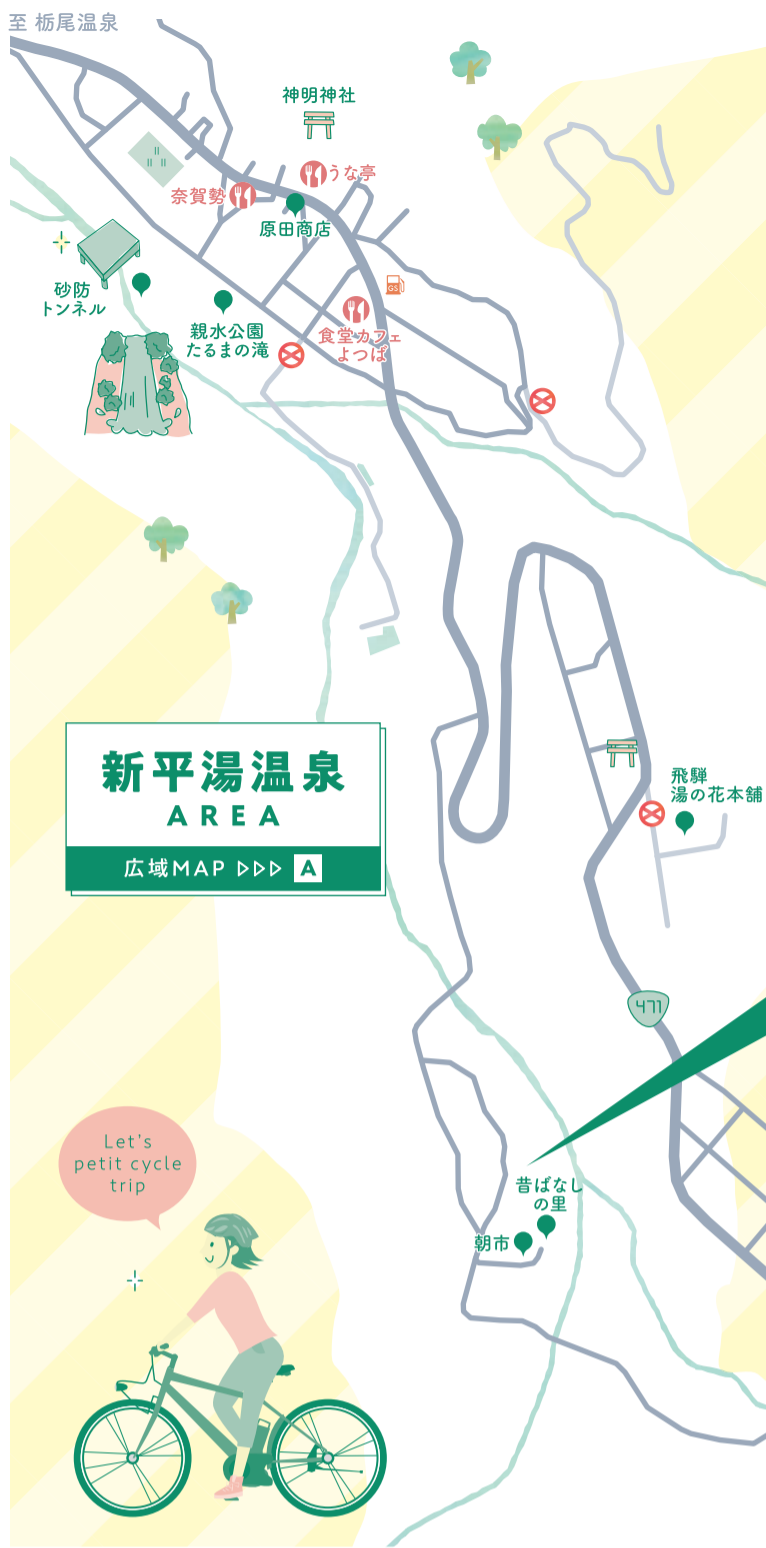 至 栃尾温泉
神明神社
うな亭
奈賀勢
原田商店
GS
砂防
トンネル
親水公園
たるまの滝
食堂カフェ
よつば
新平湯温泉
AREA
広域MAP ▷▷▷ A
飛騨
湯の花本舗
471
Let's
petit cycle
trip
昔ばなし
の里
朝市